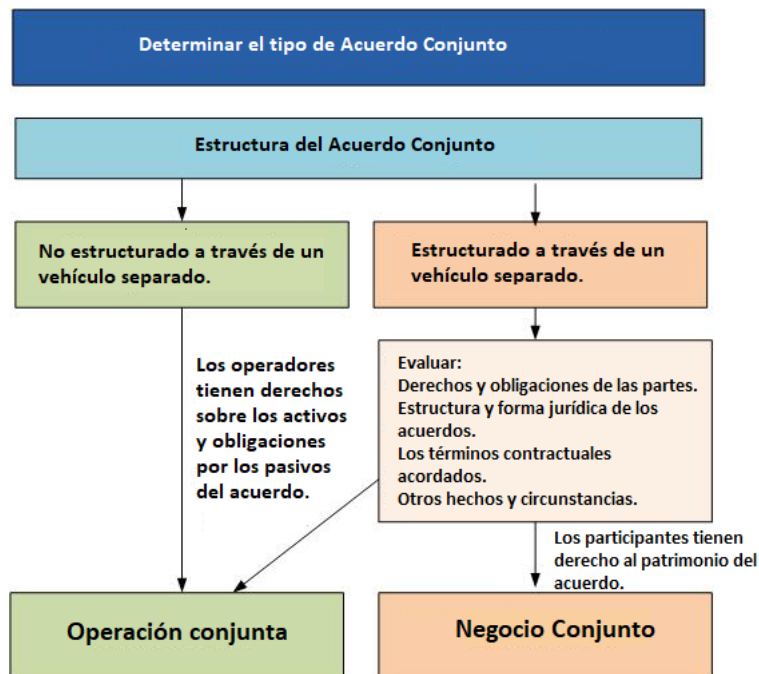 Determinar el tipo de Acuerdo Conjunto
Estructura del Acuerdo Conjunto
No estructurado a través de un
vehículo separado.
Estructurado a través de un
vehículo separado.
Los operadores
tienen derechos
sobre los activos
y obligaciones
por los pasivos
del acuerdo.
Evaluar:
Derechos y obligaciones de las partes.
Estructura y forma jurídica de los
acuerdos.
Los términos contractuales
acordados.
Otros hechos y circunstancias.
Los participantes tienen
derecho al patrimonio del
acuerdo.
Operación conjunta
Negocio Conjunto